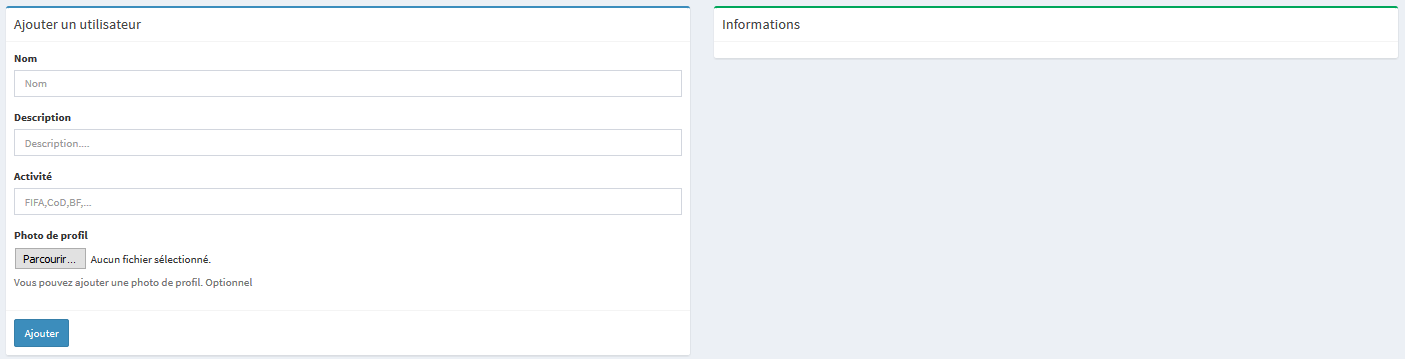 Ajouter un utilisateur
Nom
Nom
Description
Description....
Activité
FIFA,CoD,BF,...
Photo de profil
Parcourir... Aucun fichier sélectionné.
Vous pouvez ajouter une photo de profil. Optionnel
Ajouter
Informations